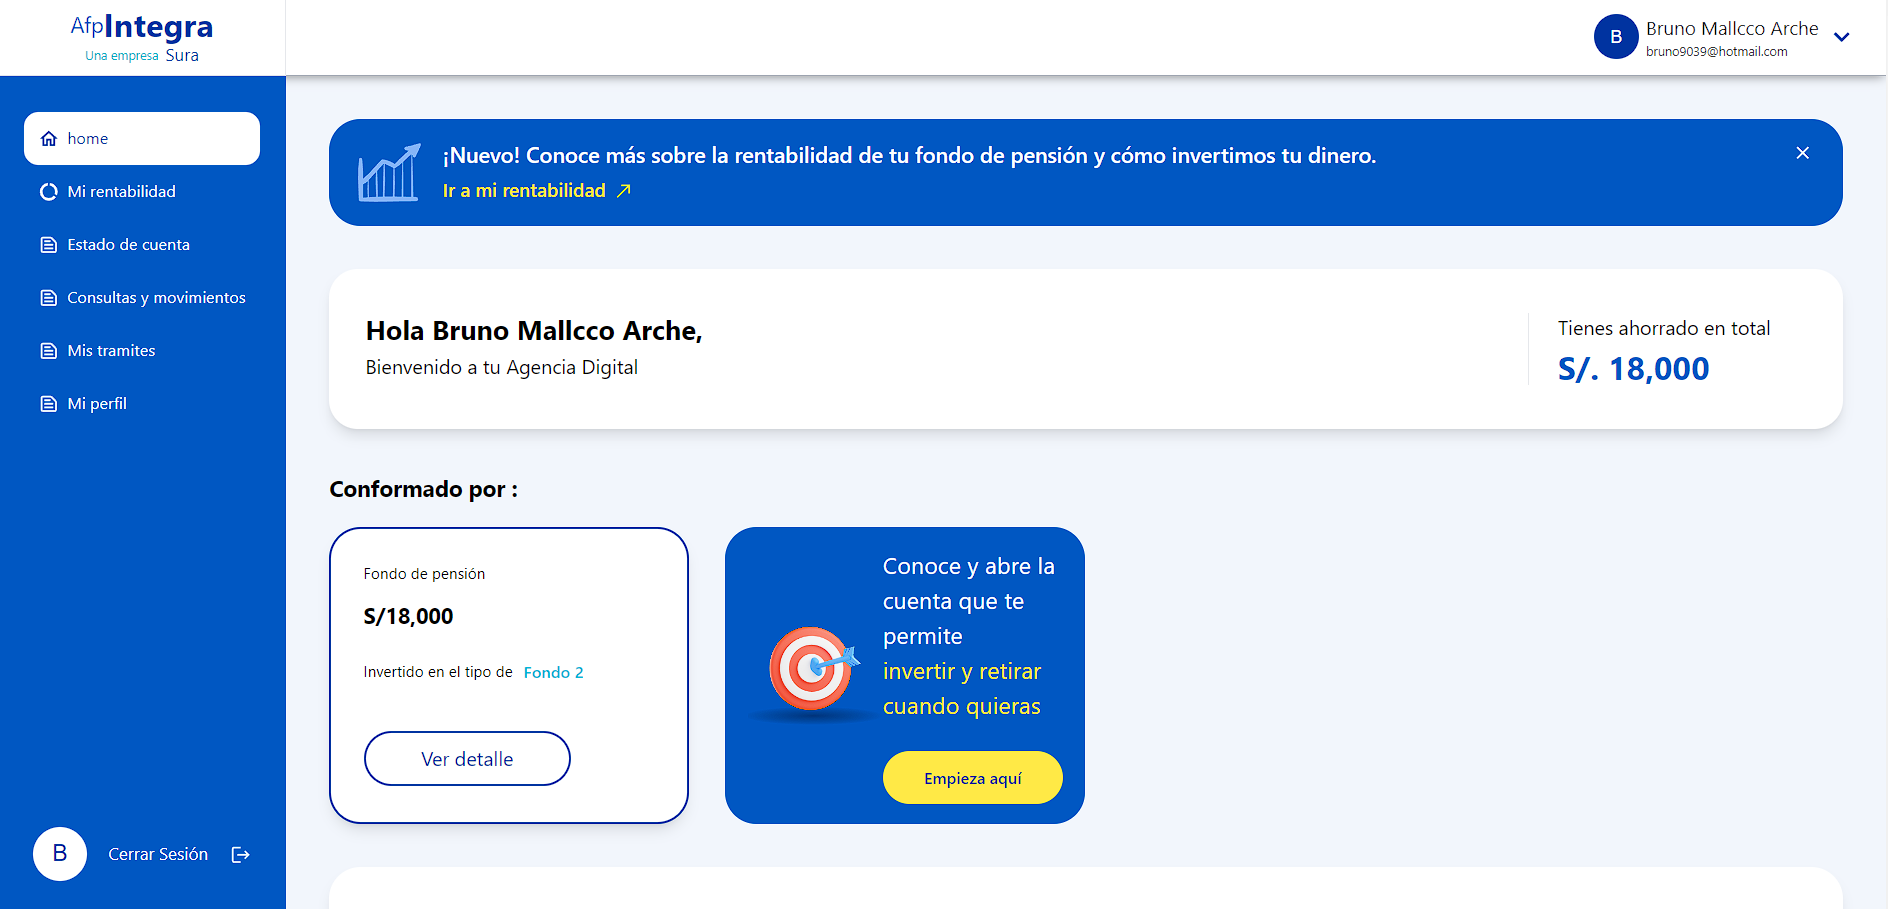 AfpIntegra
Una empresa Sura
B
Bruno Mallcco Arche
bruno9039@hotmail.com
home
Mi rentabilidad
Estado de cuenta
Consultas y movimientos
Mis tramites
Mi perfil
B
Cerrar Sesión
¡Nuevo! Conoce más sobre la rentabilidad de tu fondo de pensión y cómo invertimos tu dinero.
Ir a mi rentabilidad
Hola Bruno Mallcco Arche,
Bienvenido a tu Agencia Digital
Tienes ahorrado en total
S/. 18,000
Conformado por :
Fondo de pensión
S/18,000
Invertido en el tipo de Fondo 2
Ver detalle
Conoce y abre la
cuenta que te
permite
invertir y retirar
cuando quieras
Empieza aquí